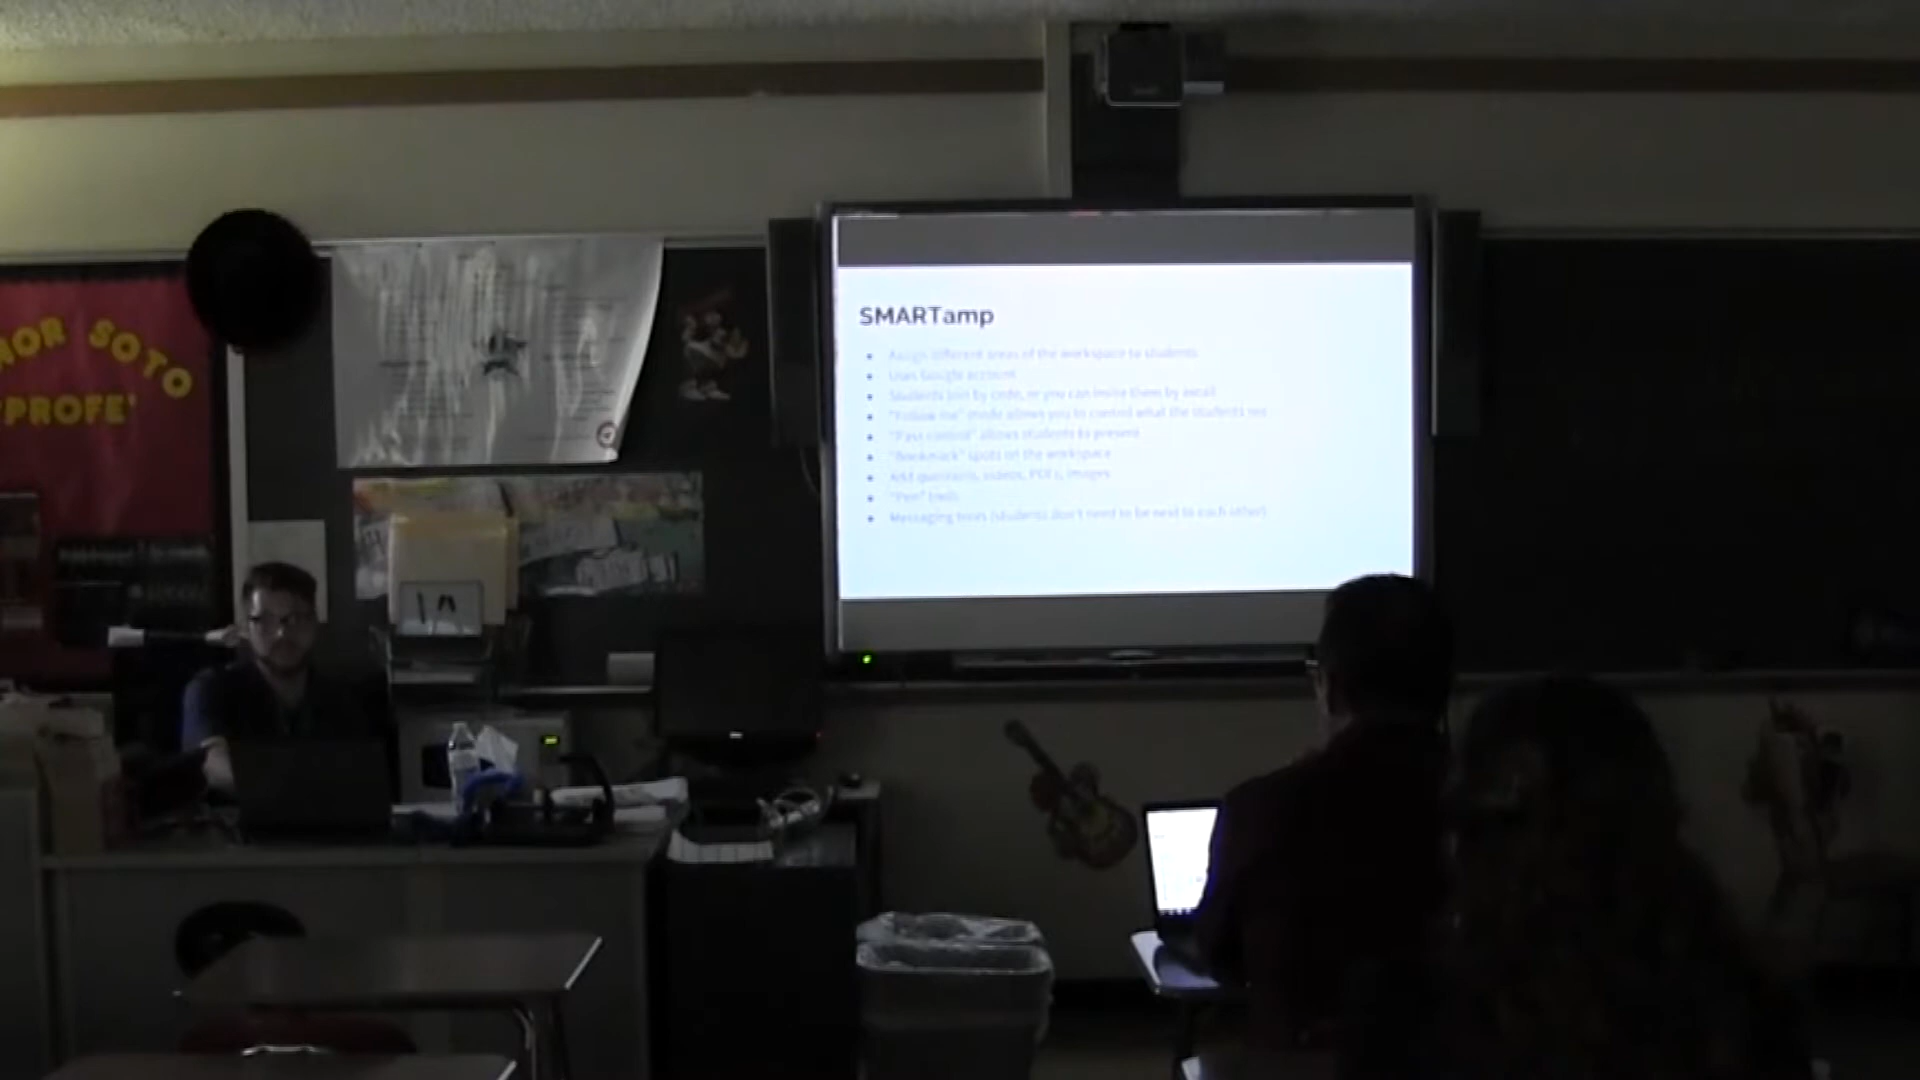 ÑOR SOTO
"PROFE"
SMARTamp
Assign different areas of the workspace to students
Uses Google account
Students join by code, or you can invite them by email
"Follow me" mode allows you to control what the students see
"Pass control" allows students to present
"Bookmark" spots on the workspace
Add questions, videos, PDFs, images
"Pen" tools
Messaging tools (students don't need to be next to each other)